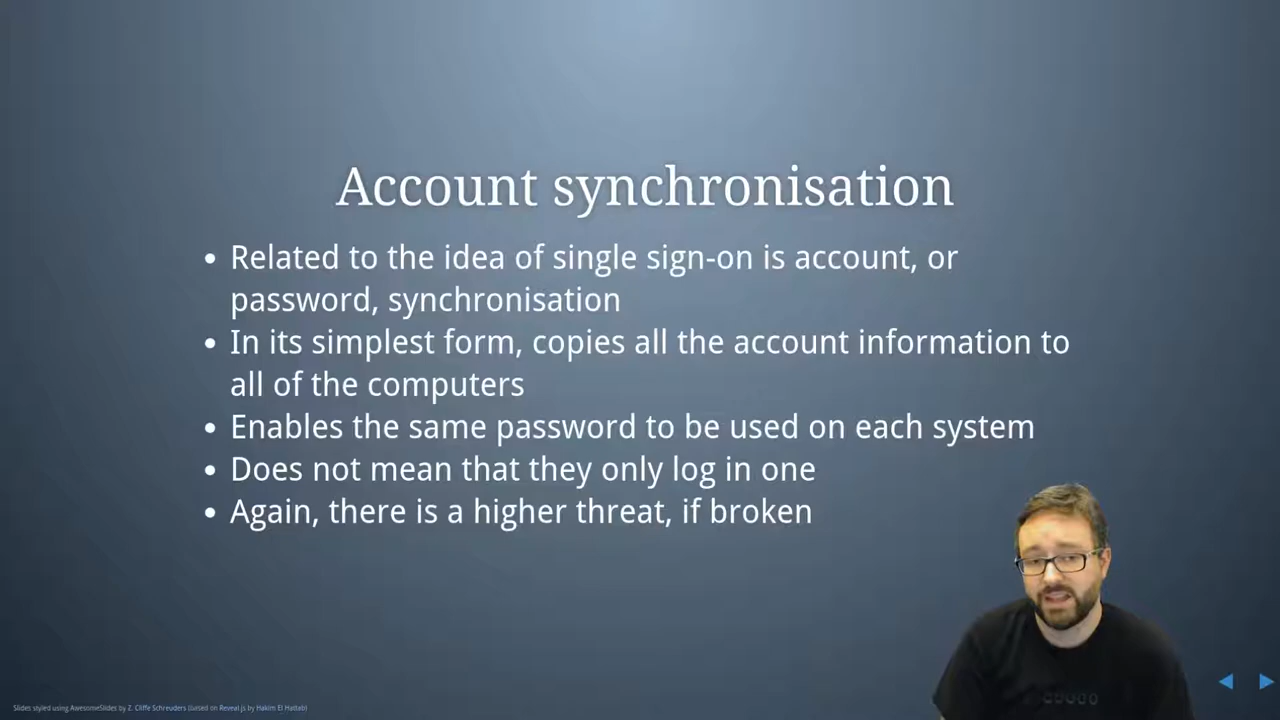 Account synchronisation
• Related to the idea of single sign-on is account, or
password, synchronisation
• In its simplest form, copies all the account information to
all of the computers
• Enables the same password to be used on each system
• Does not mean that they only log in one
• Again, there is a higher threat, if broken
Slides styled using AwesomeSlides by Z. Cliffe Schreuders (based on Reveal.js by Hakim El Hattab)